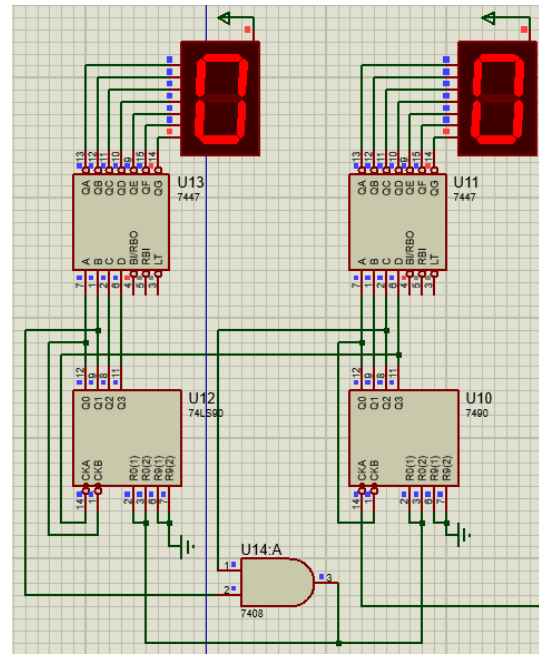 13 12 11 10 9 15 14
QA QB QC QD QE QF QG
U13
7447
A B C D BI/RBO RBI LT
7 1 2 6 4 5 3
13 12 11 10 9 15 14
QA QB QC QD QE QF QG
U11
7447
A B C D BI/RBO RBI LT
7 1 2 6 4 5 3
12 9 8 11
Q0 Q1 Q2 Q3
U12
74LS90
CKA CKB R0(1) R0(2) R9(1) R9(2)
14 1 2 3 6 7
12 9 8 11
Q0 Q1 Q2 Q3
U10
7490
CKA CKB R0(1) R0(2) R9(1) R9(2)
14 1 2 3 6 7
U14:A
1
2
3
7408